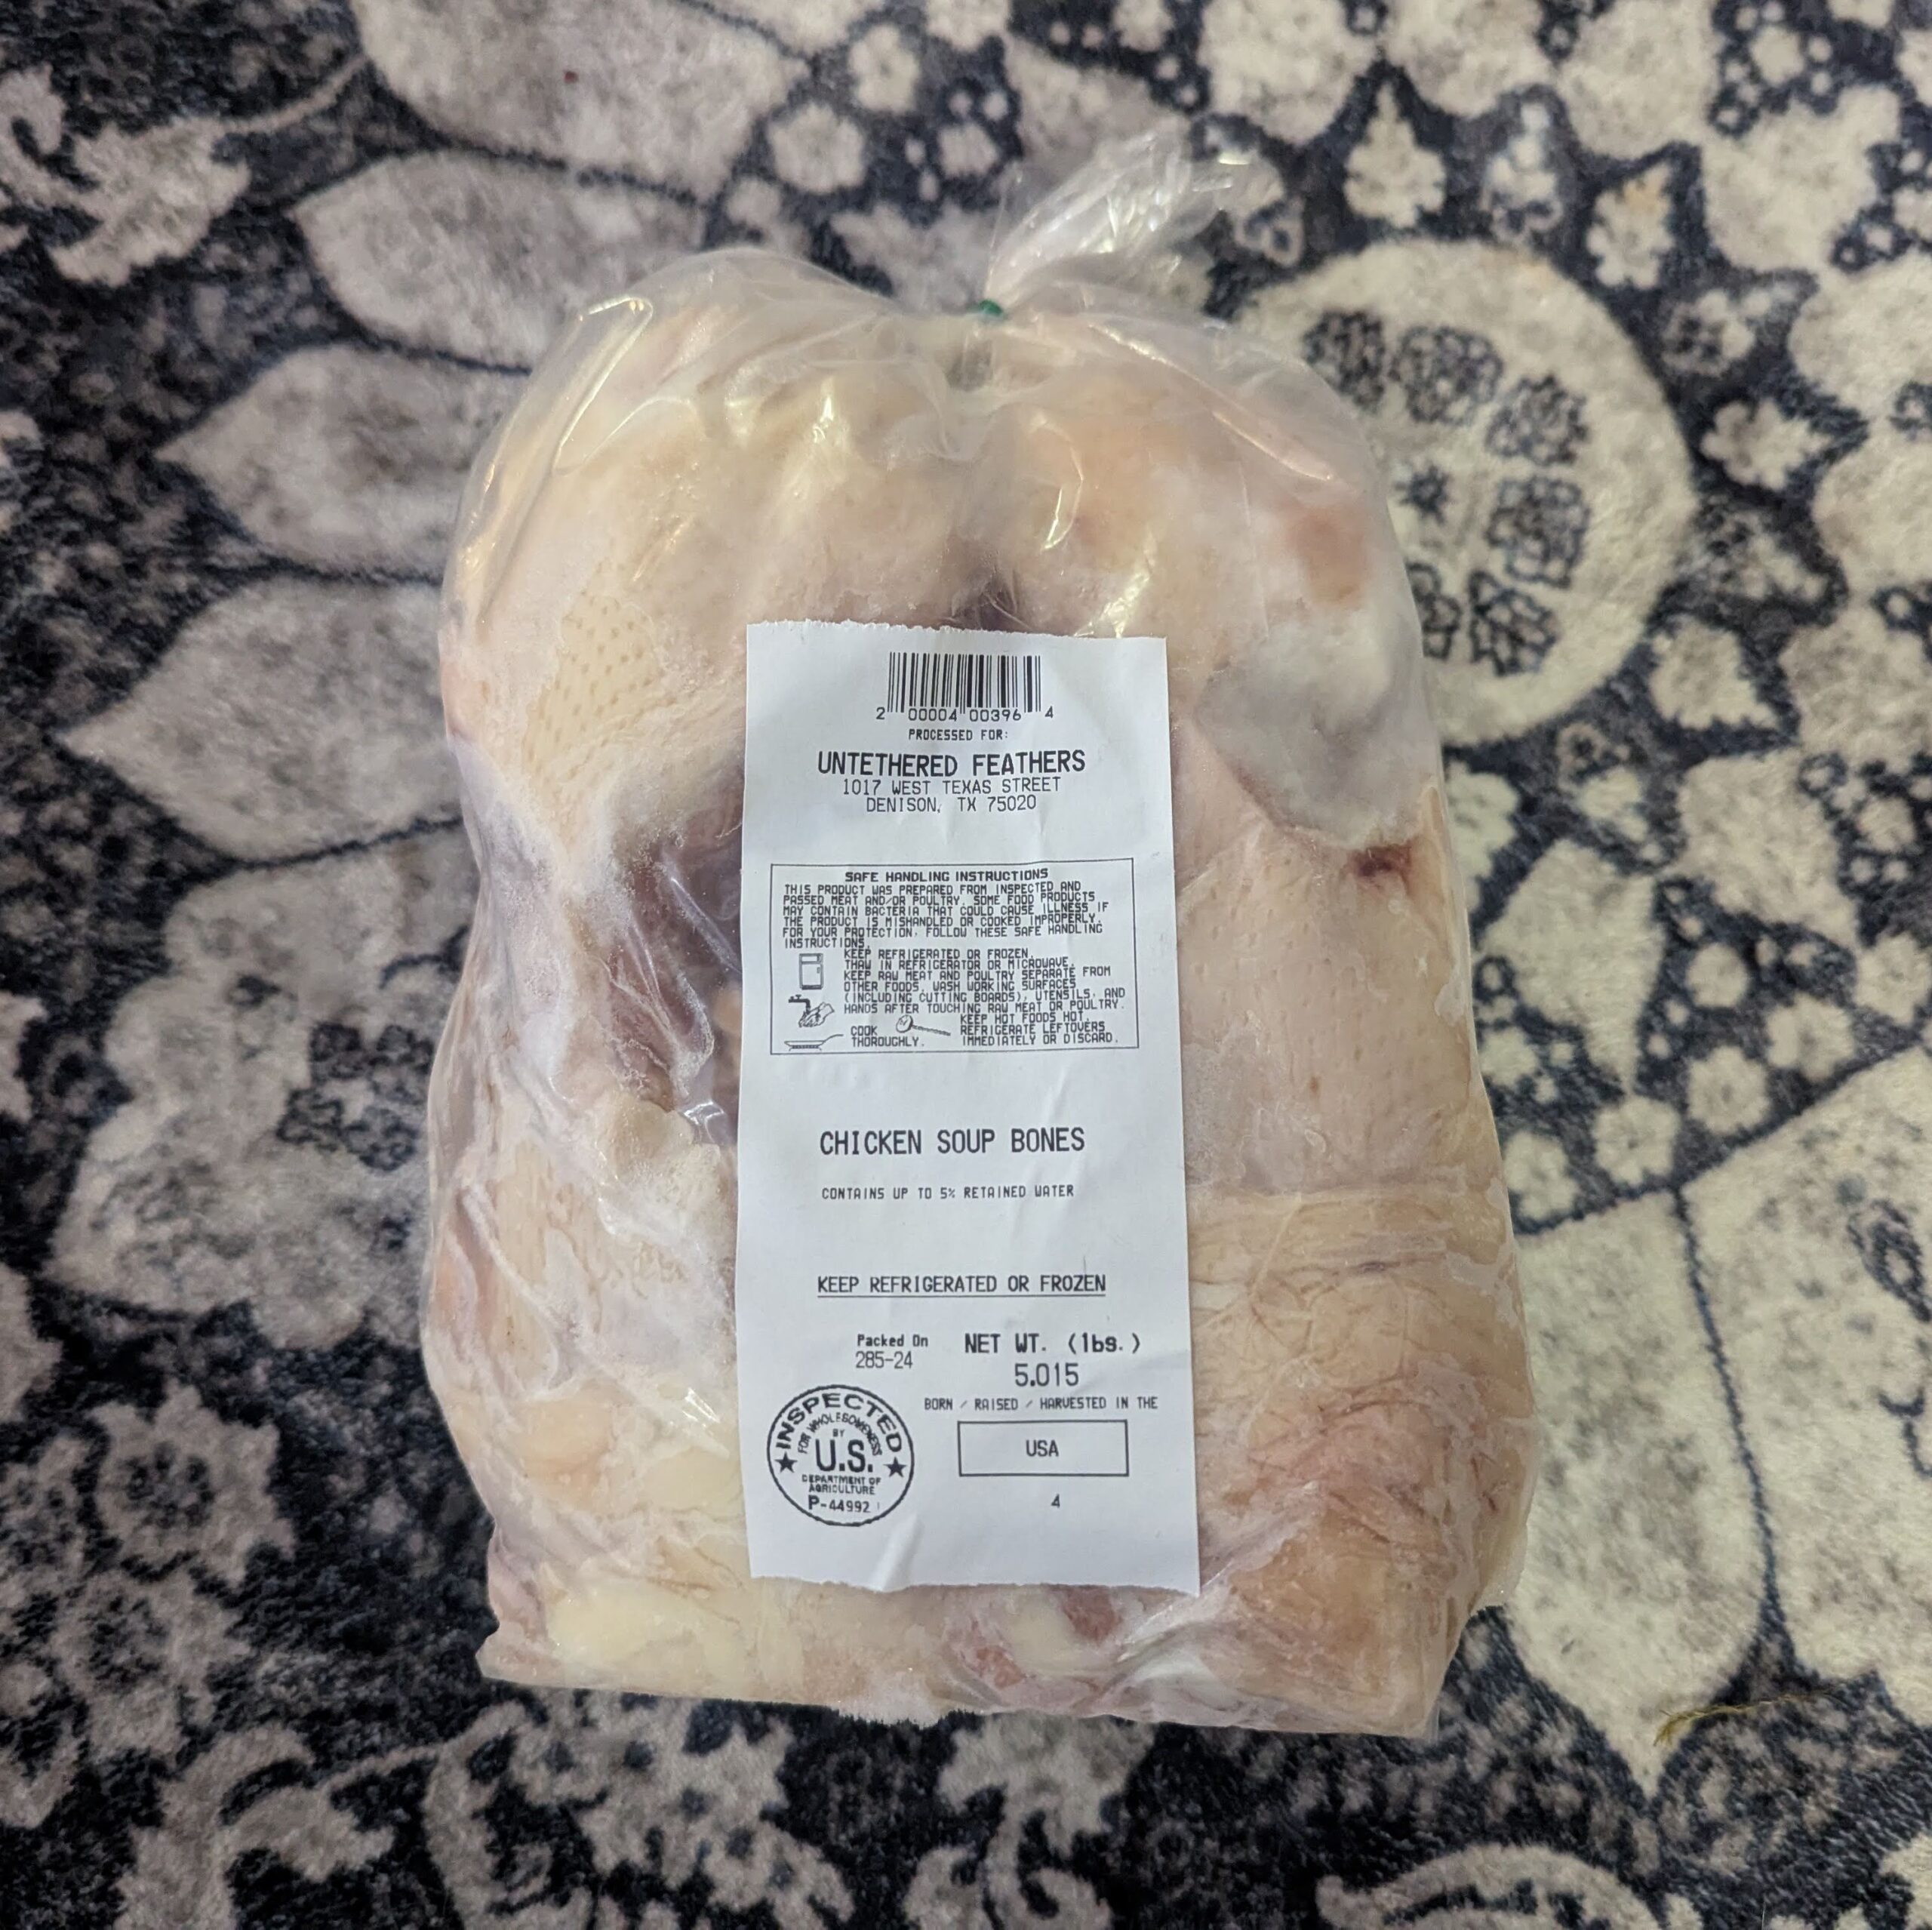 2 00004 00396 4
PROCESSED FOR:
UNTETHERED FEATHERS
1017 WEST TEXAS STREET
DENISON, TX 75020
SAFE HANDLING INSTRUCTIONS
THIS PRODUCT WAS PREPARED FROM INSPECTED AND
PASSED MEAT AND/OR POULTRY. SOME FOOD PRODUCTS
MAY CONTAIN BACTERIA THAT COULD CAUSE ILLNESS IF
THE PRODUCT IS MISHANDLED OR COOKED IMPROPERLY.
FOR YOUR PROTECTION, FOLLOW THESE SAFE HANDLING
INSTRUCTIONS.
KEEP REFRIGERATED OR FROZEN.
THAW IN REFRIGERATOR OR MICROWAVE.
KEEP RAW MEAT AND POULTRY SEPARATE FROM
OTHER FOODS. WASH WORKING SURFACES
(INCLUDING CUTTING BOARDS), UTENSILS, AND
HANDS AFTER TOUCHING RAW MEAT OR POULTRY.
COOK
THOROUGHLY.
KEEP HOT FOODS HOT.
REFRIGERATE LEFTOVERS
IMMEDIATELY OR DISCARD.
CHICKEN SOUP BONES
CONTAINS UP TO 5% RETAINED WATER
KEEP REFRIGERATED OR FROZEN
Packed On
285-24
NET WT. (lbs.)
5.015
BORN / RAISED / HARVESTED IN THE
USA
4
INSPECTED
FOR WHOLESOMENESS
BY
U.S.
DEPARTMENT OF
AGRICULTURE
P-44992